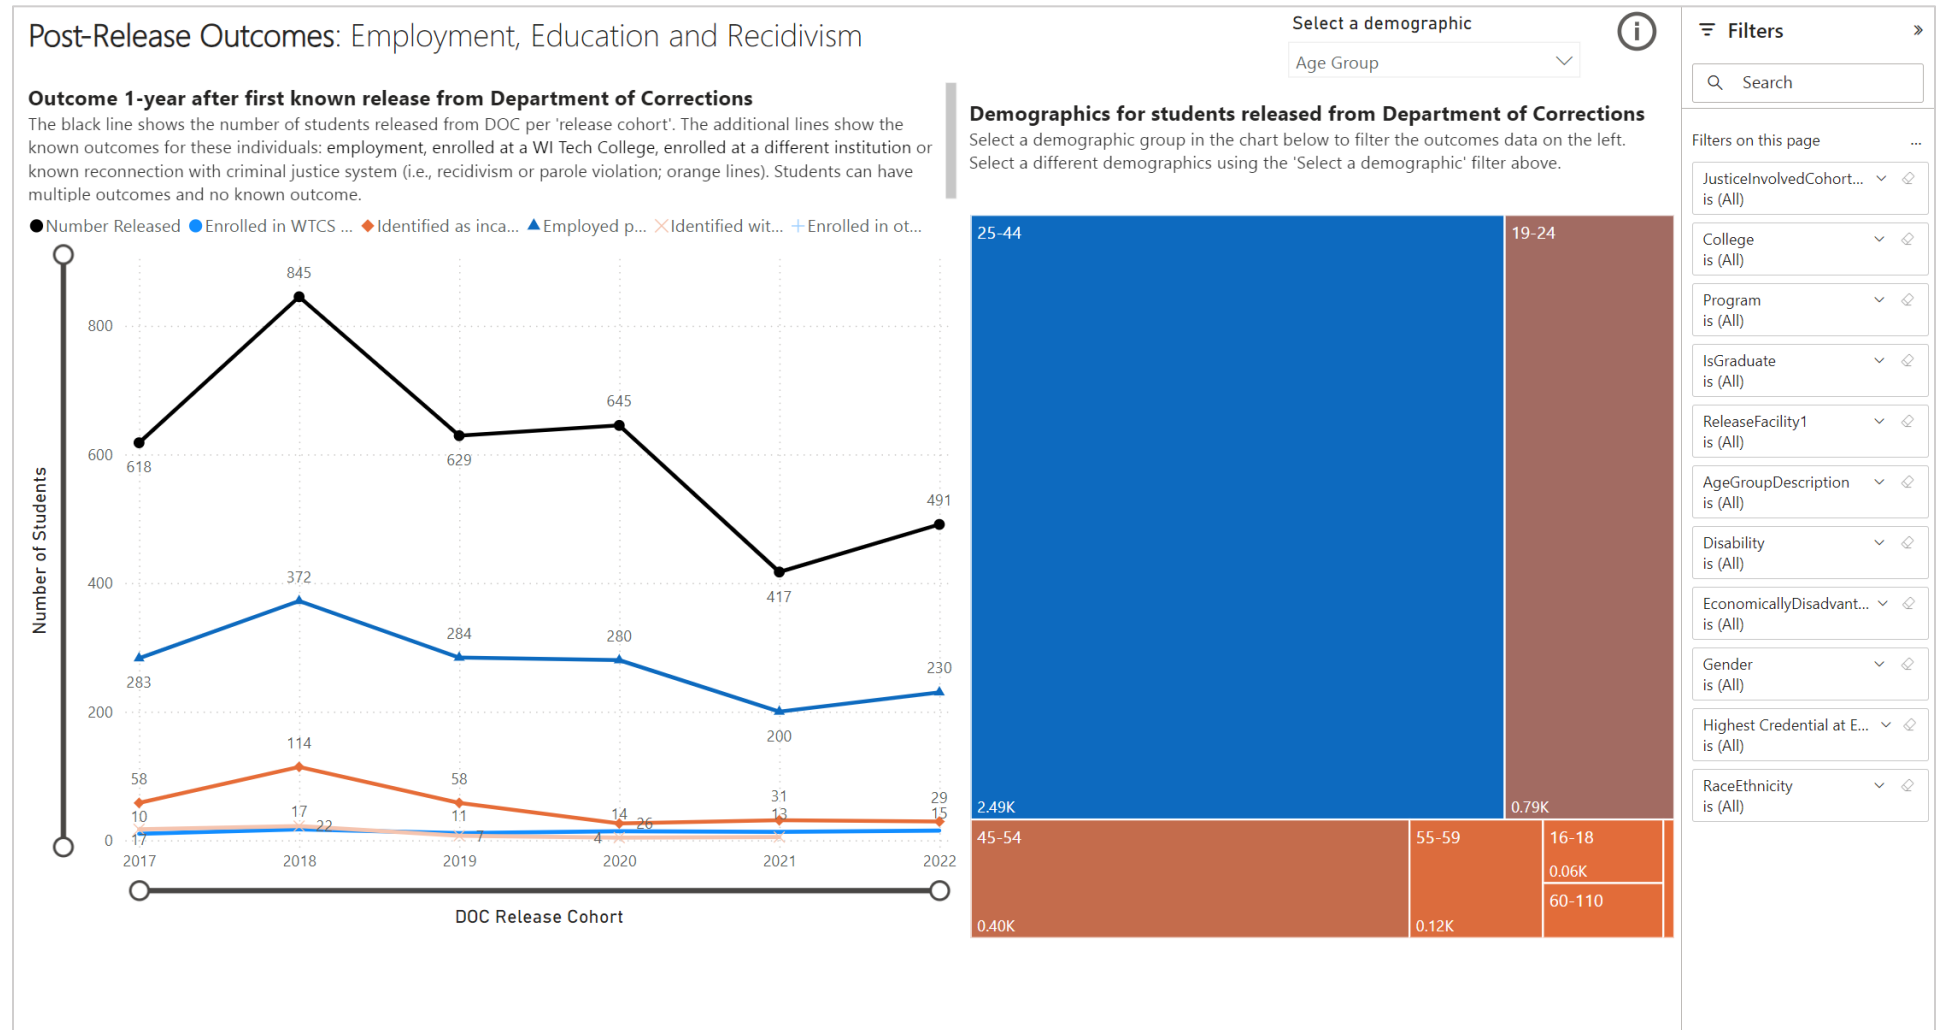 Post-Release Outcomes: Employment, Education and Recidivism
Select a demographic
Age Group
Outcome 1-year after first known release from Department of Corrections
The black line shows the number of students released from DOC per 'release cohort'. The additional lines show the
known outcomes for these individuals: employment, enrolled at a WI Tech College, enrolled at a different institution or
known reconnection with criminal justice system (i.e., recidivism or parole violation; orange lines). Students can have
multiple outcomes and no known outcome.
Number Released Enrolled in WTCS ... Identified as inca... Employed p... Identified wit... Enrolled in ot...
Number of Students
800
600
400
200
0
845
618
629
645
417
491
283
372
284
280
200
230
58
114
58
26
31
29
10
17
11
14
13
15
17
22
7
4
2017 2018 2019 2020 2021 2022
DOC Release Cohort
Demographics for students released from Department of Corrections
Select a demographic group in the chart below to filter the outcomes data on the left.
Select a different demographics using the 'Select a demographic' filter above.
25-44
2.49K
19-24
0.79K
45-54
0.40K
55-59
0.12K
16-18
0.06K
60-110
Filters
Search
Filters on this page
...
JusticeInvolvedCohort...
is (All)
College
is (All)
Program
is (All)
IsGraduate
is (All)
ReleaseFacility1
is (All)
AgeGroupDescription
is (All)
Disability
is (All)
EconomicallyDisadvant...
is (All)
Gender
is (All)
Highest Credential at E...
is (All)
RaceEthnicity
is (All)